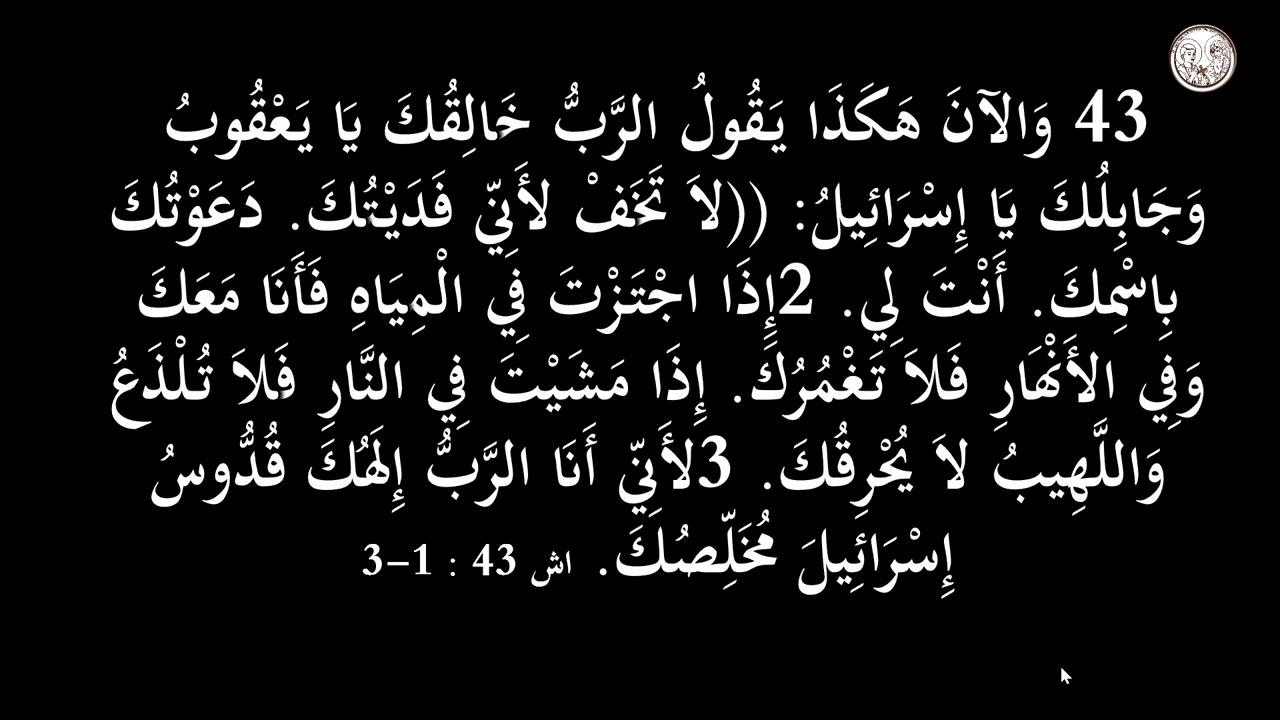 43 وَالآنَ هَكَذَا يَقُولُ الرَّبُّ خَالِقُكَ يَا يَعْقُوبُ
وَجَابِلُكَ يَا إِسْرَائِيلُ: ((لاَ تَخَفْ لأَنِّي فَدَيْتُكَ. دَعَوْتُكَ
بِاسْمِكَ. أَنْتَ لِي. 2إِذَا اجْتَزْتَ فِي الْمِيَاهِ فَأَنَا مَعَكَ
وَفِي الأَنْهَارِ فَلاَ تَغْمُرُكَ. إِذَا مَشَيْتَ فِي النَّارِ فَلاَ تُلْذَعُ
وَاللَّهِيبُ لاَ يُحْرِقُكَ. 3لأَنِّي أَنَا الرَّبُّ إِلَهُكَ قُدُّوسُ
إِسْرَائِيلَ مُخَلِّصُكَ. اش 43 : 1-3